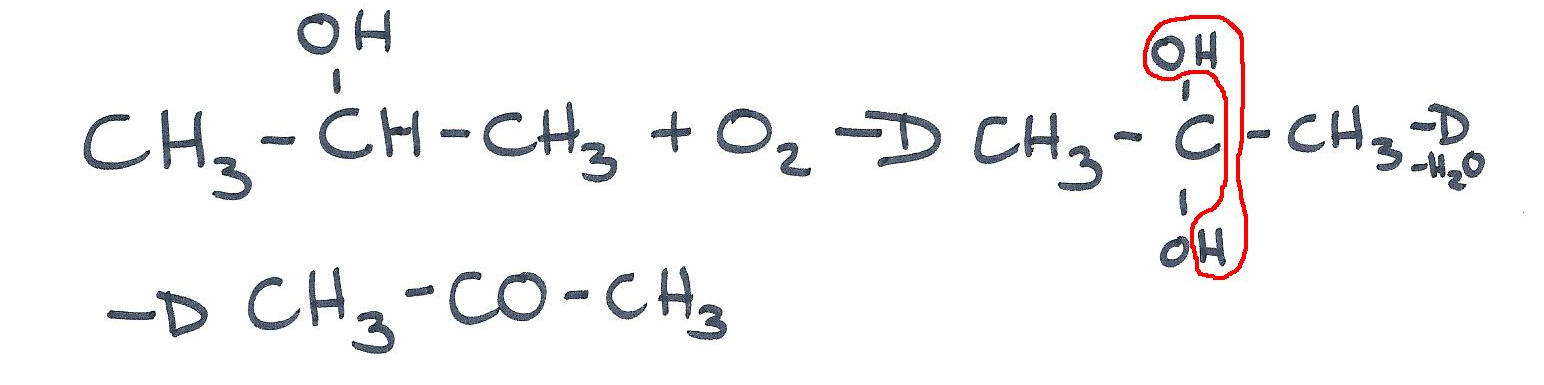 OH OH
CH₃-CH-CH₃ + O₂ → CH₃-C-CH₃ →
-H₂O
OH
→ CH₃-CO-CH₃